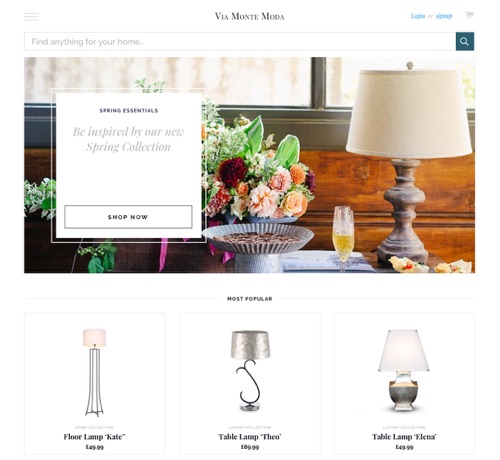 Via Monte Moda
Login or signup
Find anything for your home...
SPRING ESSENTIALS
Be inspired by our new
Spring Collection
SHOP NOW
MOST POPULAR
HOME COLLECTION
Floor Lamp ‘Kate”
£49.99
LUXURY COLLECTION
Table Lamp ‘Theo’
£89.99
LUXURY COLLECTION
Table Lamp ‘Elena’
£49.99